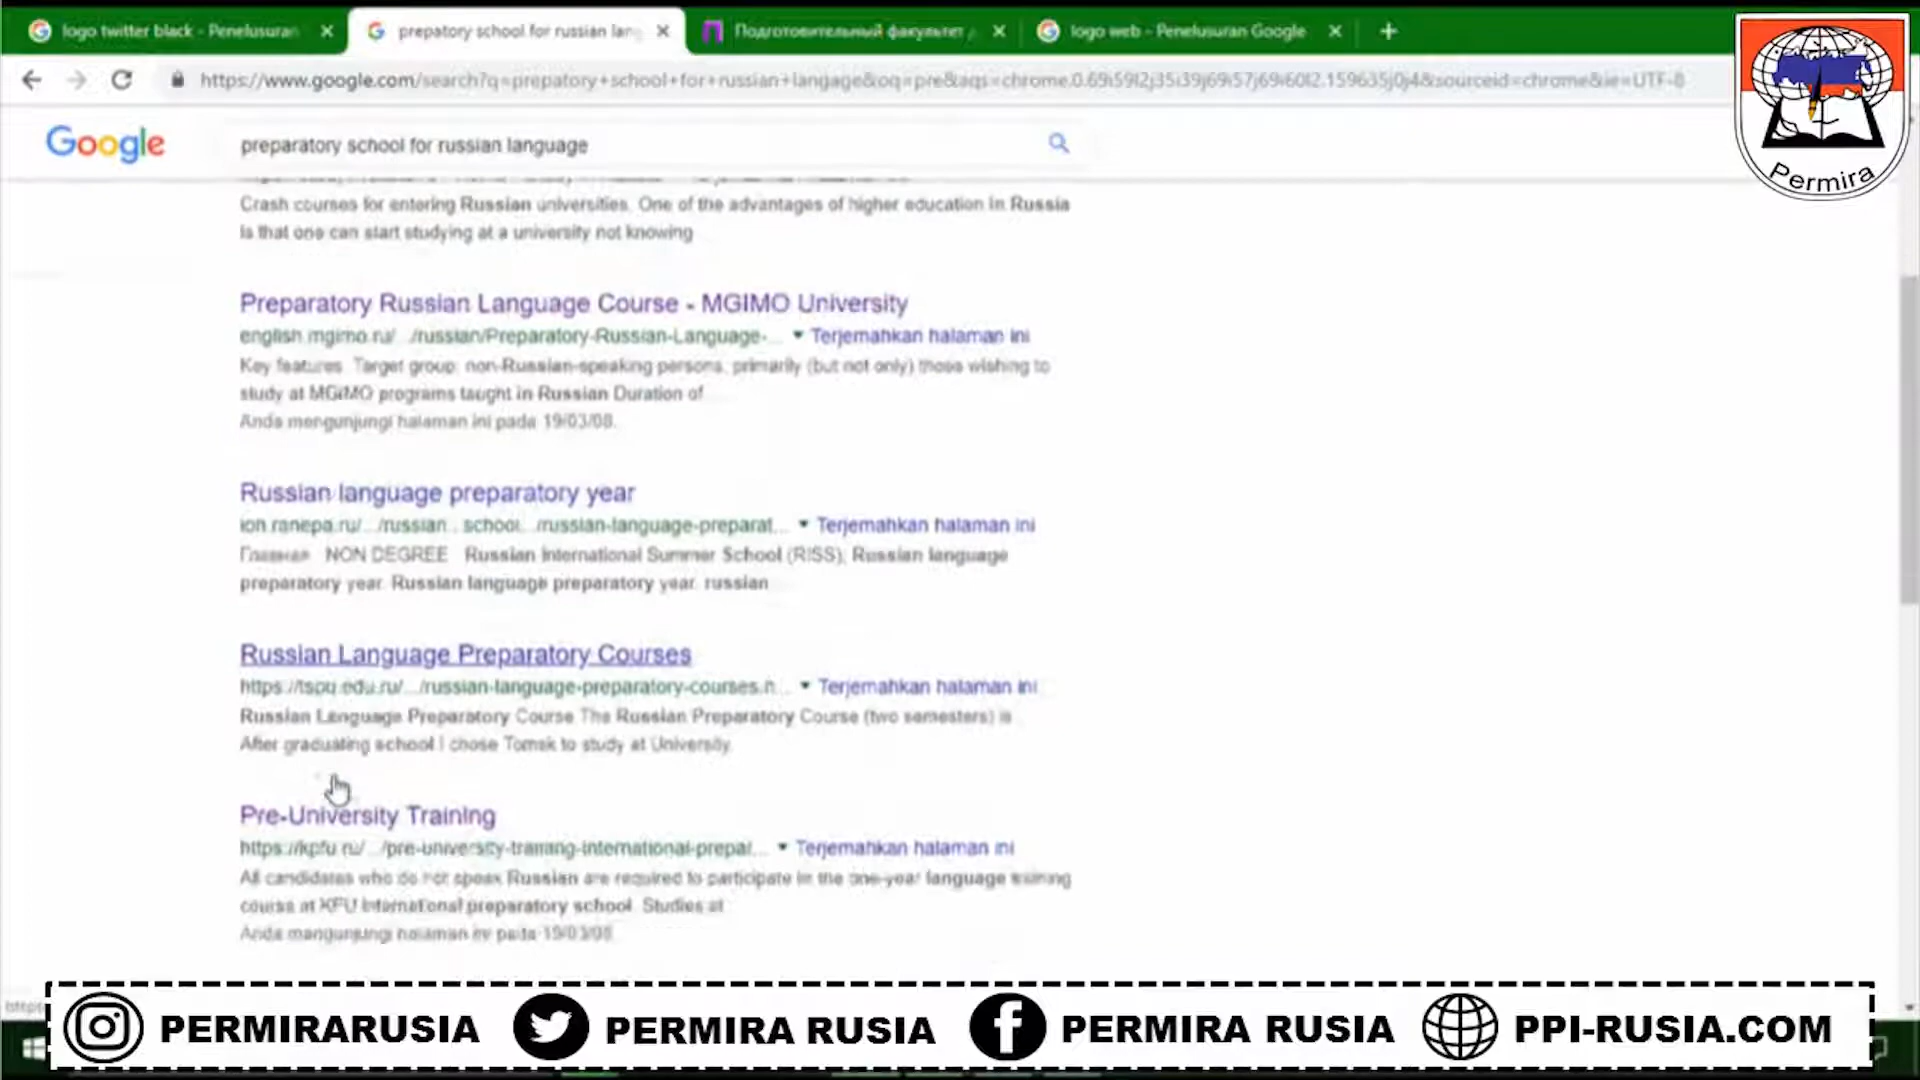 logo twitter black - Penelusuran
prepatory school for russian lang
Подготовительный факультет д
logo web - Penelusuran Google
https://www.google.com/search?q=prepatory+school+for+russian+langage&oq=pre&aqs=chrome.0.69i59l2j35i39j69i57j69i60l2.159635j0j4&sourceid=chrome&ie=UTF-8
Permira
Google
preparatory school for russian language
Crash courses for entering Russian universities. One of the advantages of higher education in Russia
is that one can start studying at a university not knowing
Preparatory Russian Language Course - MGIMO University
english.mgimo.ru/.../russian/Preparatory-Russian-Language-... ▼ Terjemahkan halaman ini
Key features. Target group: non-Russian-speaking persons, primarily (but not only) those wishing to
study at MGIMO programs taught in Russian Duration of
Anda mengunjungi halaman ini pada 19/03/08.
Russian language preparatory year
ion.ranepa.ru/.../russian...school.../russian-language-preparat... ▼ Terjemahkan halaman ini
Главная NON DEGREE Russian International Summer School (RISS); Russian language
preparatory year. Russian language preparatory year. russian
Russian Language Preparatory Courses
https://tspu.edu.ru/.../russian-language-preparatory-courses.h... ▼ Terjemahkan halaman ini
Russian Language Preparatory Course The Russian Preparatory Course (two semesters) is
After graduating school I chose Tomsk to study at University.
Pre-University Training
https://kpfu.ru/.../pre-university-training-international-prepar... ▼ Terjemahkan halaman ini
All candidates who do not speak Russian are required to participate in the one-year language training
course at KFU International preparatory school. Studies at
Anda mengunjungi halaman ini pada 19/03/08.
PERMIRARUSIA
PERMIRA RUSIA
PERMIRA RUSIA
PPI-RUSIA.COM